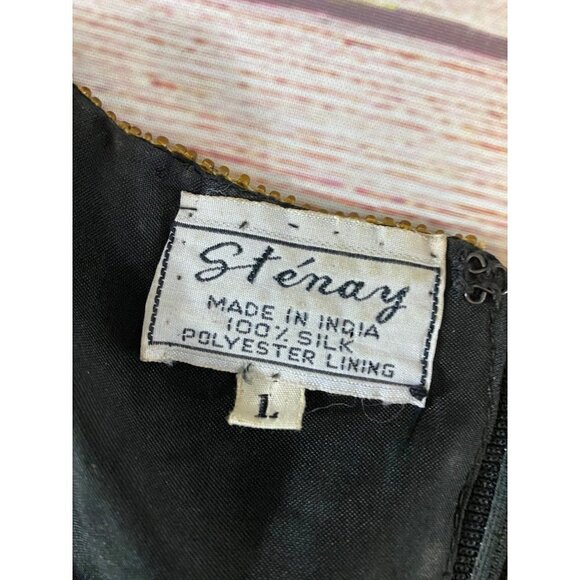 Sténay
MADE IN INDIA
100% SILK
POLYESTER LINING
L